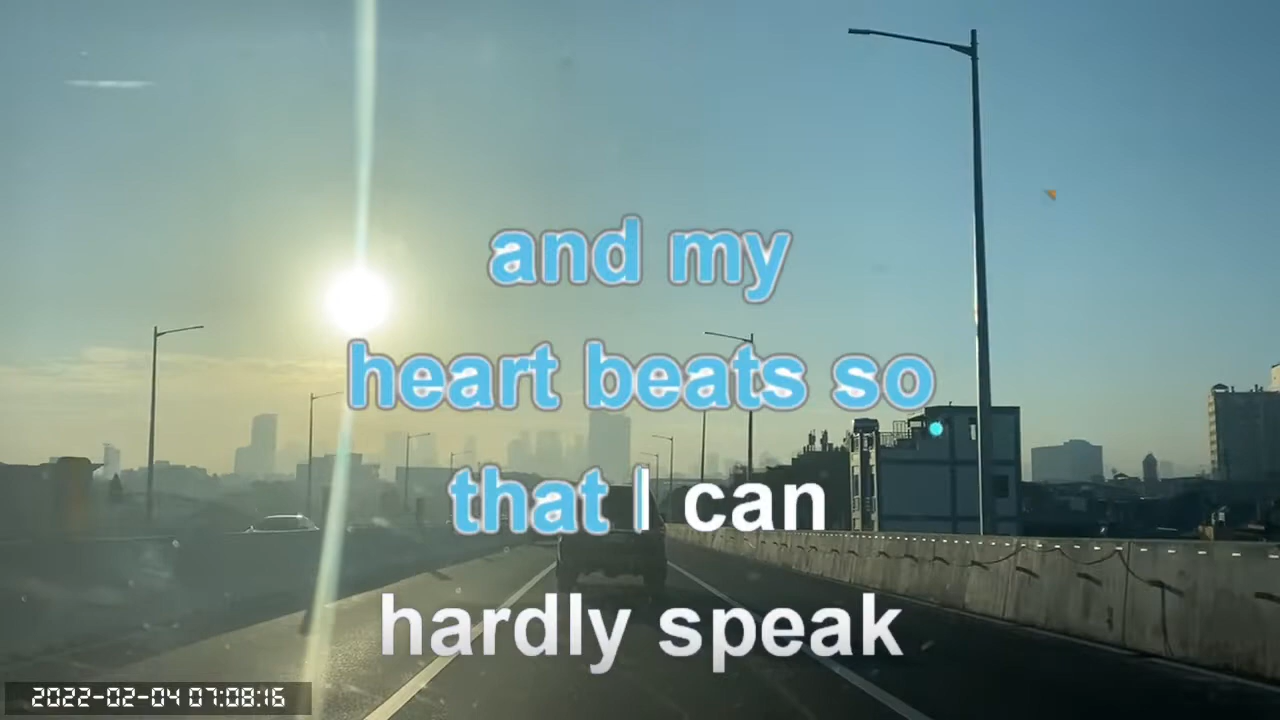 and my
heart beats so
that I can
hardly speak
2022-02-04 07:08:16